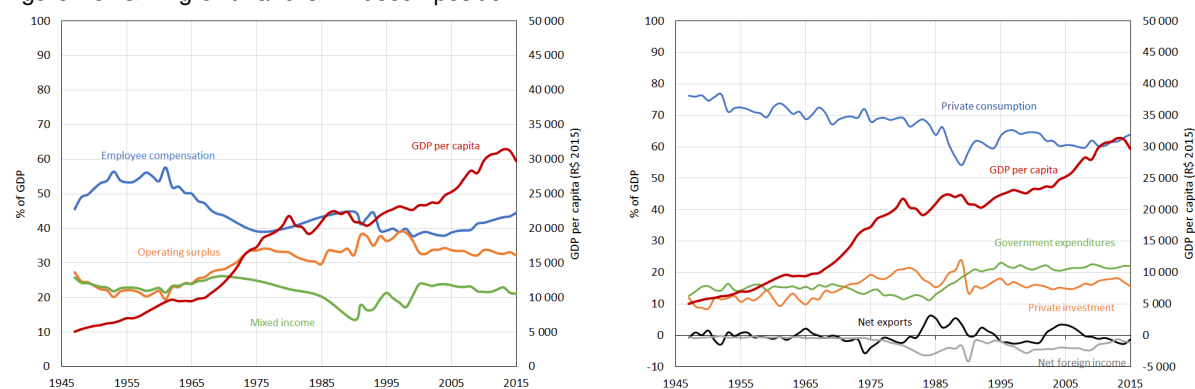 100
90
80
70
60
50
40
30
20
10
0
% of GDP
50 000
45 000
40 000
35 000
30 000
25 000
20 000
15 000
10 000
5 000
0
GDP per capita (R$ 2015)
GDP per capita
Employee compensation
Operating surplus
Mixed income
1945 1955 1965 1975 1985 1995 2005 2015
100
90
80
70
60
50
40
30
20
10
0
-10
% of GDP
50 000
45 000
40 000
35 000
30 000
25 000
20 000
15 000
10 000
5 000
0
-5 000
GDP per capita (R$ 2015)
Private consumption
GDP per capita
Government expenditures
Private investment
Net exports
Net foreign income
1945 1955 1965 1975 1985 1995 2005 2015